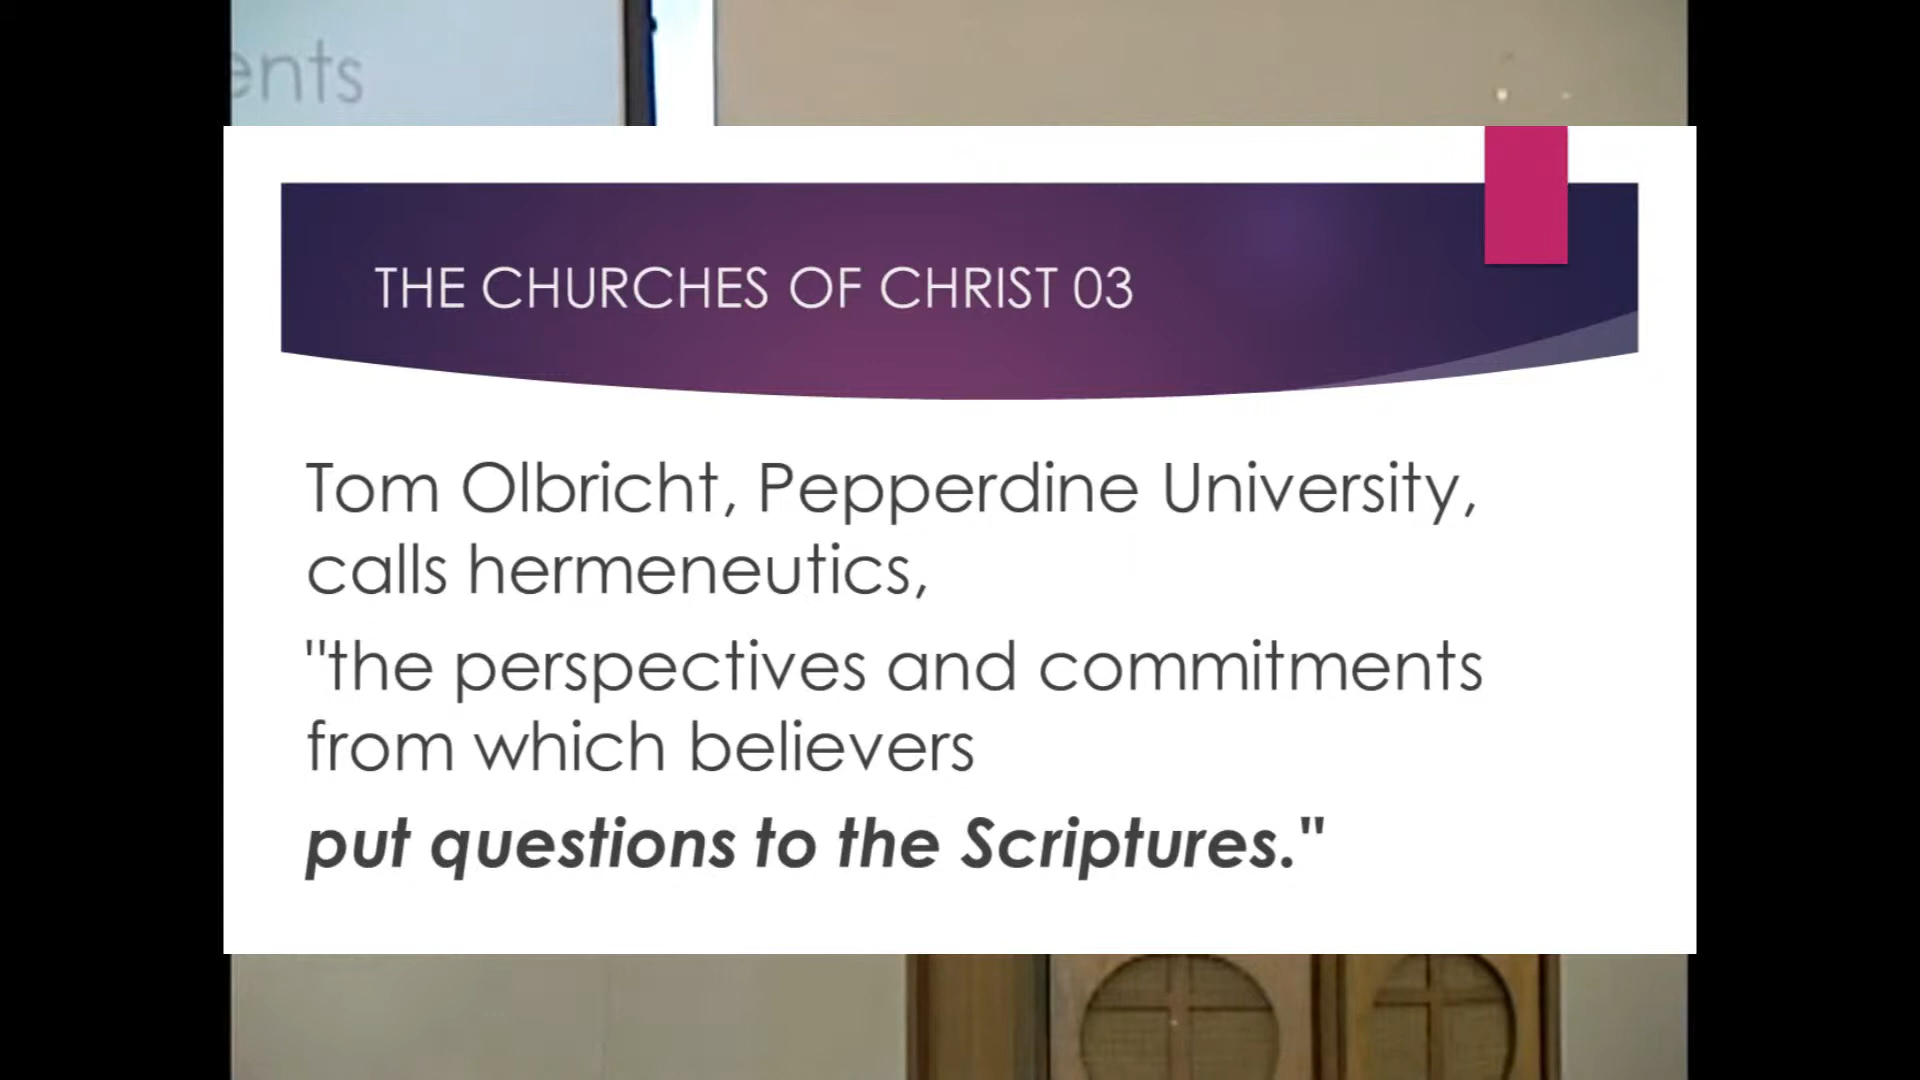 ents
THE CHURCHES OF CHRIST 03
Tom Olbricht, Pepperdine University,
calls hermeneutics,
"the perspectives and commitments
from which believers
put questions to the Scriptures."